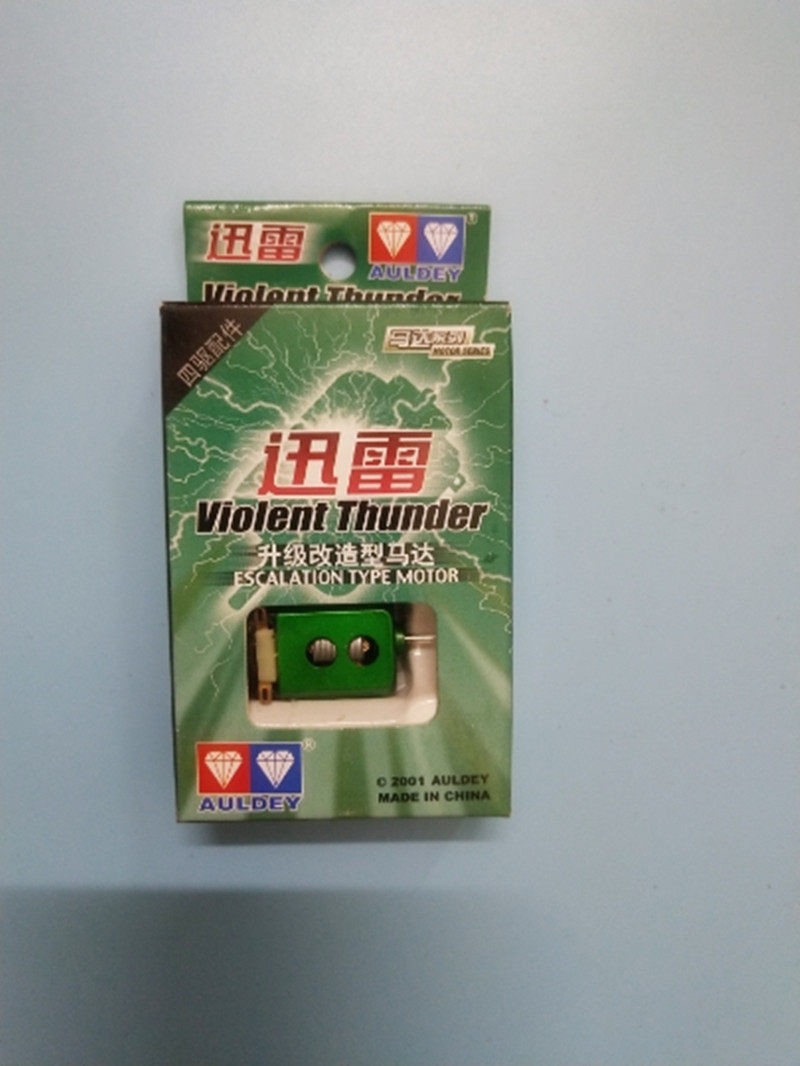 迅雷
®
AULDEY
Violent Thunder
四驱配件
马达系列
MOTOR SERIES
迅雷
Violent Thunder
升级改造型马达
ESCALATION TYPE MOTOR
®
AULDEY
© 2001 AULDEY
MADE IN CHINA